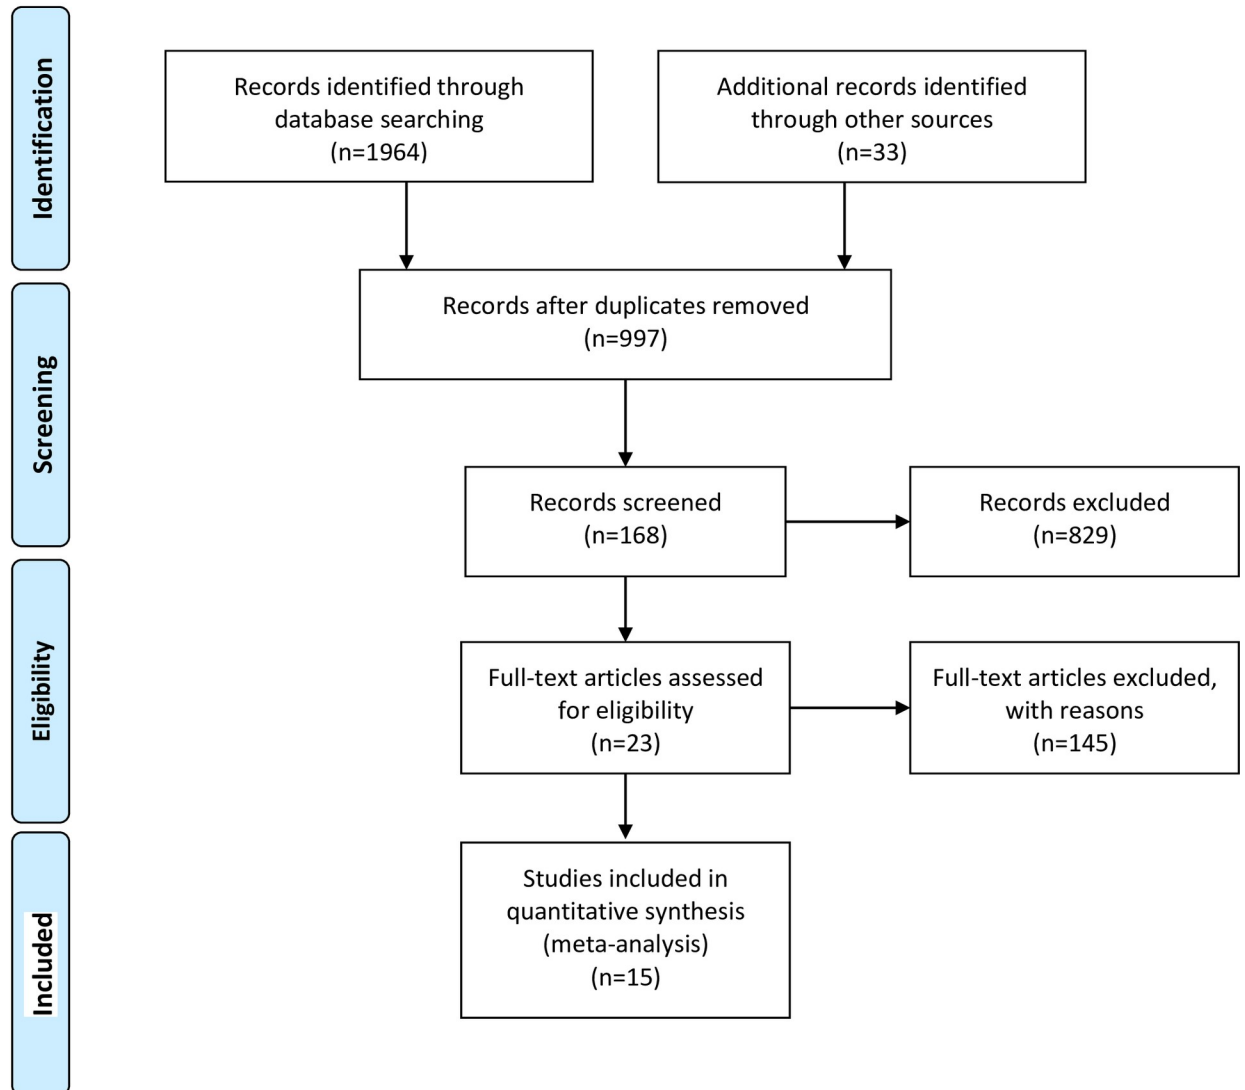 Identification
Records identified through
database searching
(n=1964)
Additional records identified
through other sources
(n=33)
Records after duplicates removed
(n=997)
Screening
Records screened
(n=168)
Records excluded
(n=829)
Eligibility
Full-text articles assessed
for eligibility
(n=23)
Full-text articles excluded,
with reasons
(n=145)
Included
Studies included in
quantitative synthesis
(meta-analysis)
(n=15)